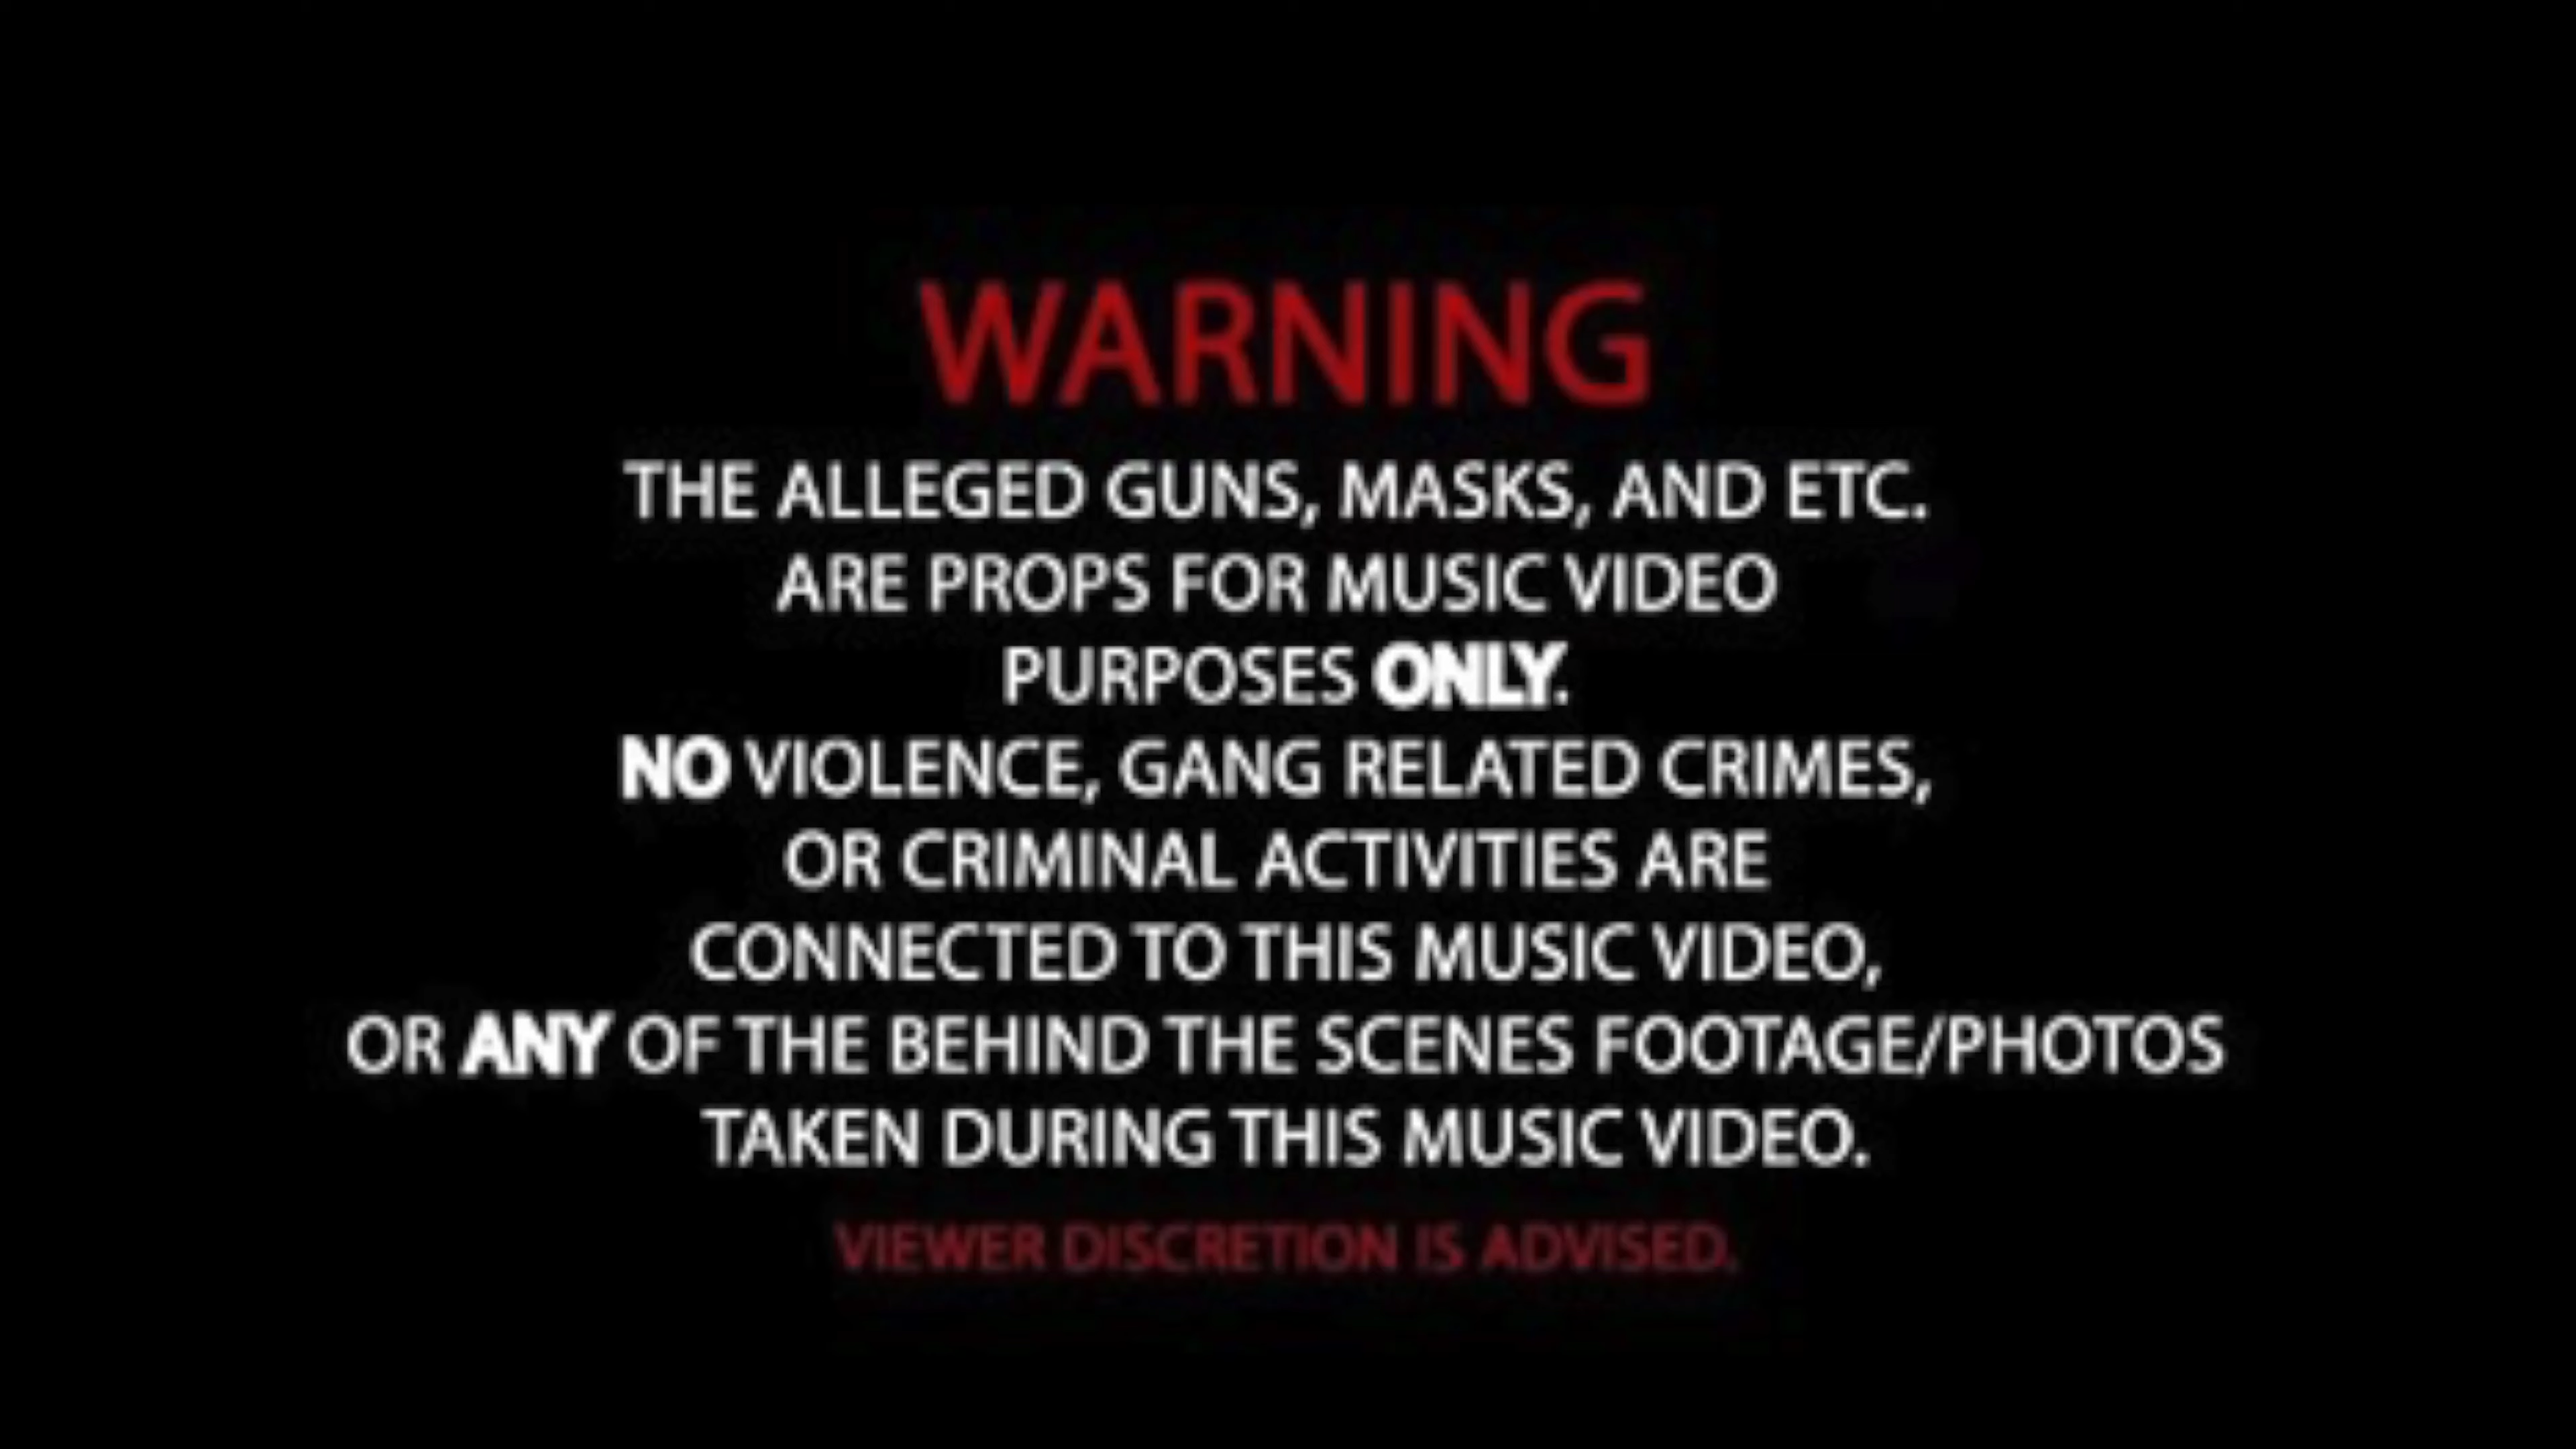 WARNING
THE ALLEGED GUNS, MASKS, AND ETC.
ARE PROPS FOR MUSIC VIDEO
PURPOSES ONLY.
NO VIOLENCE, GANG RELATED CRIMES,
OR CRIMINAL ACTIVITIES ARE
CONNECTED TO THIS MUSIC VIDEO,
OR ANY OF THE BEHIND THE SCENES FOOTAGE/PHOTOS
TAKEN DURING THIS MUSIC VIDEO.
VIEWER DISCRETION IS ADVISED.